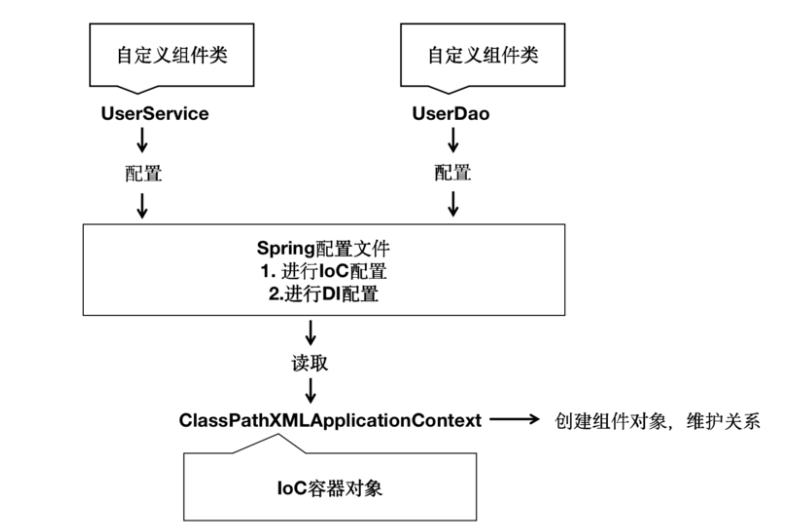 自定义组件类
自定义组件类
UserService
UserDao
配置
配置
Spring配置文件
1. 进行IoC配置
2.进行DI配置
读取
ClassPathXMLApplicationContext
创建组件对象，维护关系
IoC容器对象